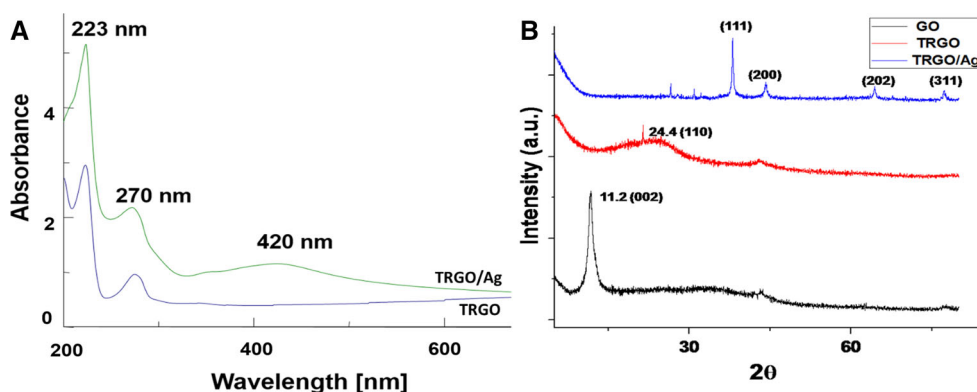 A
223 nm
270 nm
420 nm
TRGO/Ag
TRGO
Absorbance
4
2
0
200
400
600
Wavelength [nm]
B
GO
TRGO
TRGO/Ag
(111)
(200)
(202)
(311)
24.4 (110)
11.2 (002)
Intensity (a.u.)
30
60
2θ